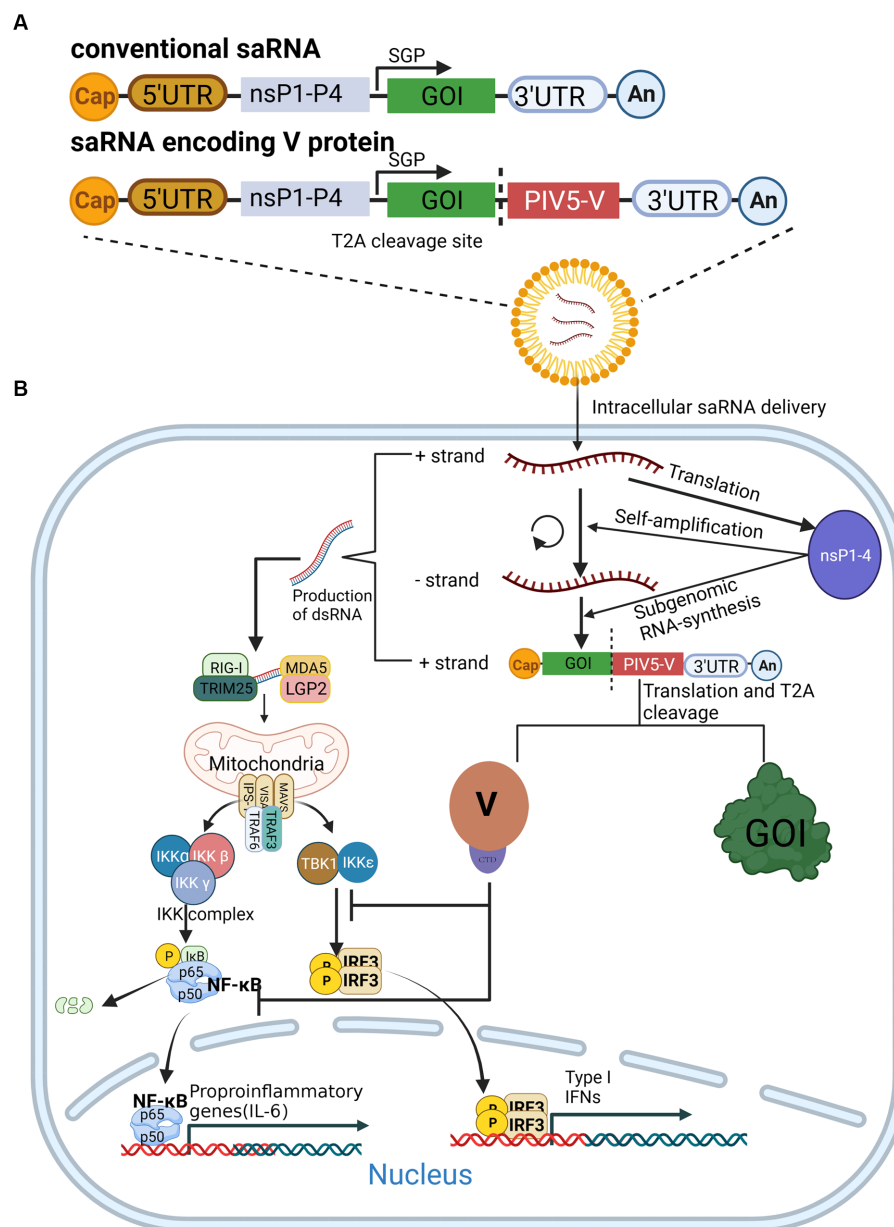 A
conventional saRNA
SGP
Cap
5'UTR
nsP1-P4
GOI
3'UTR
An
saRNA encoding V protein
SGP
Cap
5'UTR
nsP1-P4
GOI
PIV5-V
3'UTR
An
T2A cleavage site
B
Intracellular saRNA delivery
+ strand
Translation
Self-amplification
nsP1-4
- strand
Production
of dsRNA
Subgenomic
RNA-synthesis
+ strand
Cap
GOI
PIV5-V
3'UTR
An
RIG-I
MDA5
TRIM25
LGP2
Translation and T2A
cleavage
Mitochondria
IPS-1
VISA
MAVS
TRAF6
TRAF3
V
CTD
GOI
IKKα
IKK β
IKK γ
TBK1
IKKε
IKK complex
P
IκB
p65
p50
NF-κB
P
IRF3
P
IRF3
NF-κB
p65
p50
Proproinflammatory
genes(IL-6)
Type I
IFNs
P
IRF3
P
IRF3
Nucleus